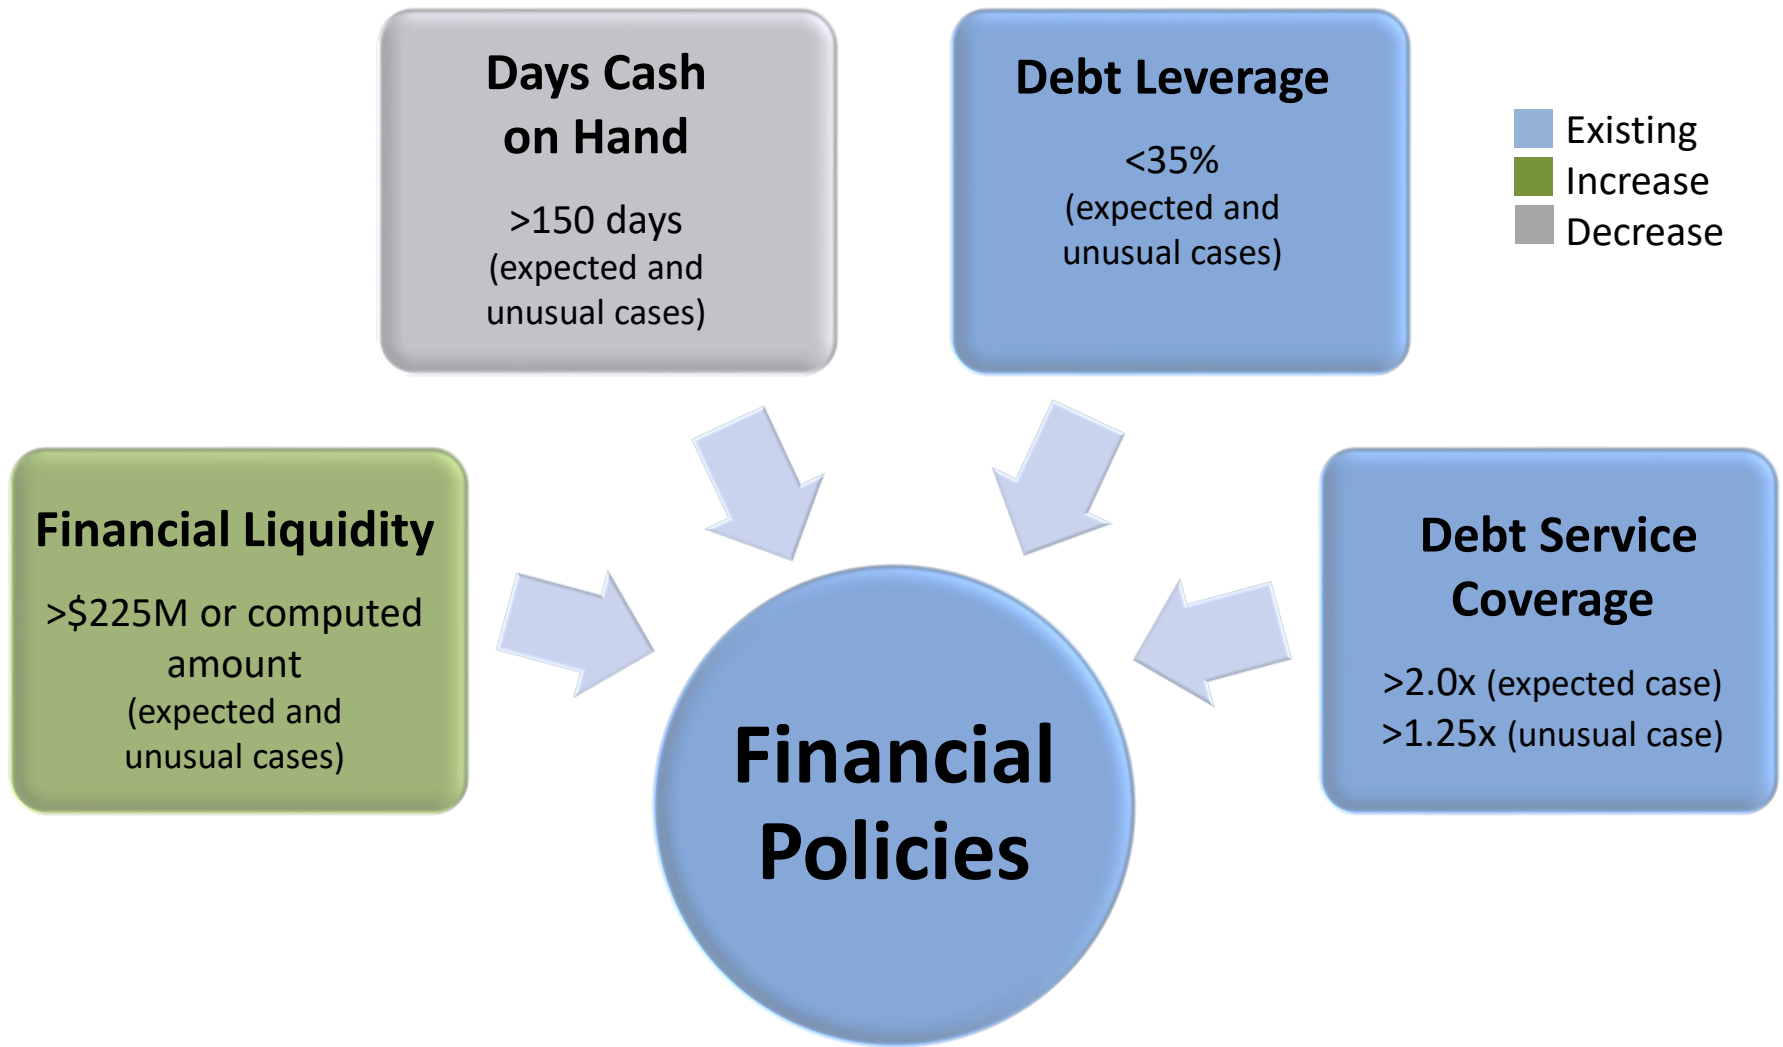 Days Cash
on Hand
>150 days
(expected and
unusual cases)
Debt Leverage
<35%
(expected and
unusual cases)
Existing
Increase
Decrease
Financial Liquidity
>$225M or computed
amount
(expected and
unusual cases)
Debt Service
Coverage
>2.0x (expected case)
>1.25x (unusual case)
Financial
Policies